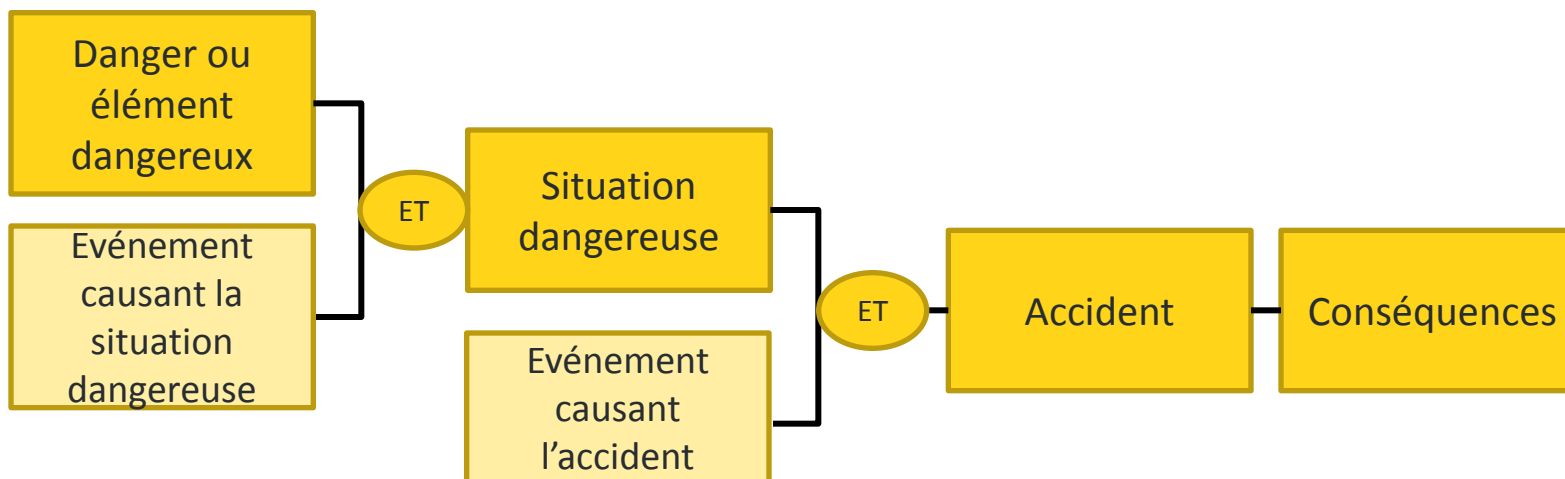 Danger ou
élément
dangereux
Evénement
causant la
situation
dangereuse
ET
Situation
dangereuse
Evénement
causant
l’accident
ET
Accident
Conséquences